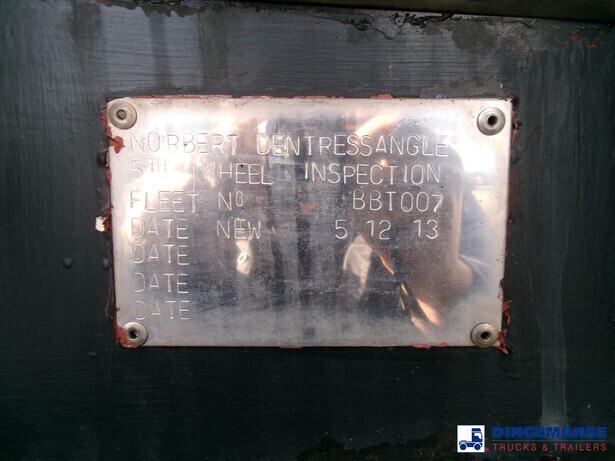 NORBERT DENTRESSANGLE
5TH WHEEL INSPECTION
FLEET No BBT007
DATE NEW 5 12 13
DATE
DATE
DATE
DINGEMANSE
TRUCKS & TRAILERS